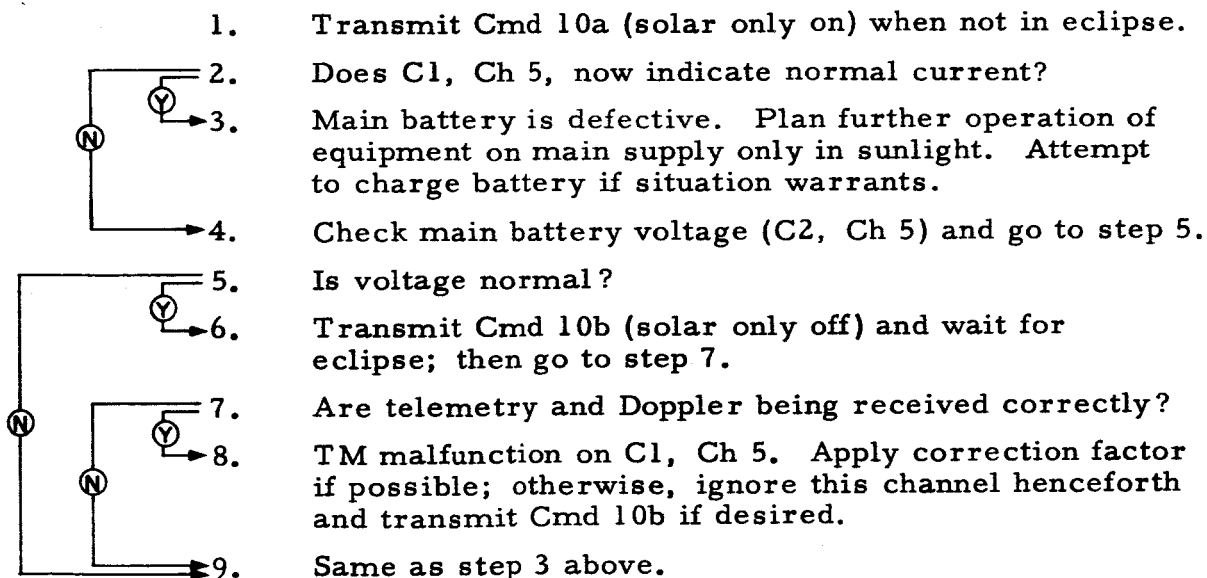 1. Transmit Cmd 10a (solar only on) when not in eclipse.
2. Does C1, Ch 5, now indicate normal current?
Y
3. Main battery is defective. Plan further operation of
N
equipment on main supply only in sunlight. Attempt
to charge battery if situation warrants.
4. Check main battery voltage (C2, Ch 5) and go to step 5.
5. Is voltage normal?
Y
6. Transmit Cmd 10b (solar only off) and wait for
eclipse; then go to step 7.
7. Are telemetry and Doppler being received correctly?
N
Y
8. TM malfunction on C1, Ch 5. Apply correction factor
N
if possible; otherwise, ignore this channel henceforth
and transmit Cmd 10b if desired.
9. Same as step 3 above.